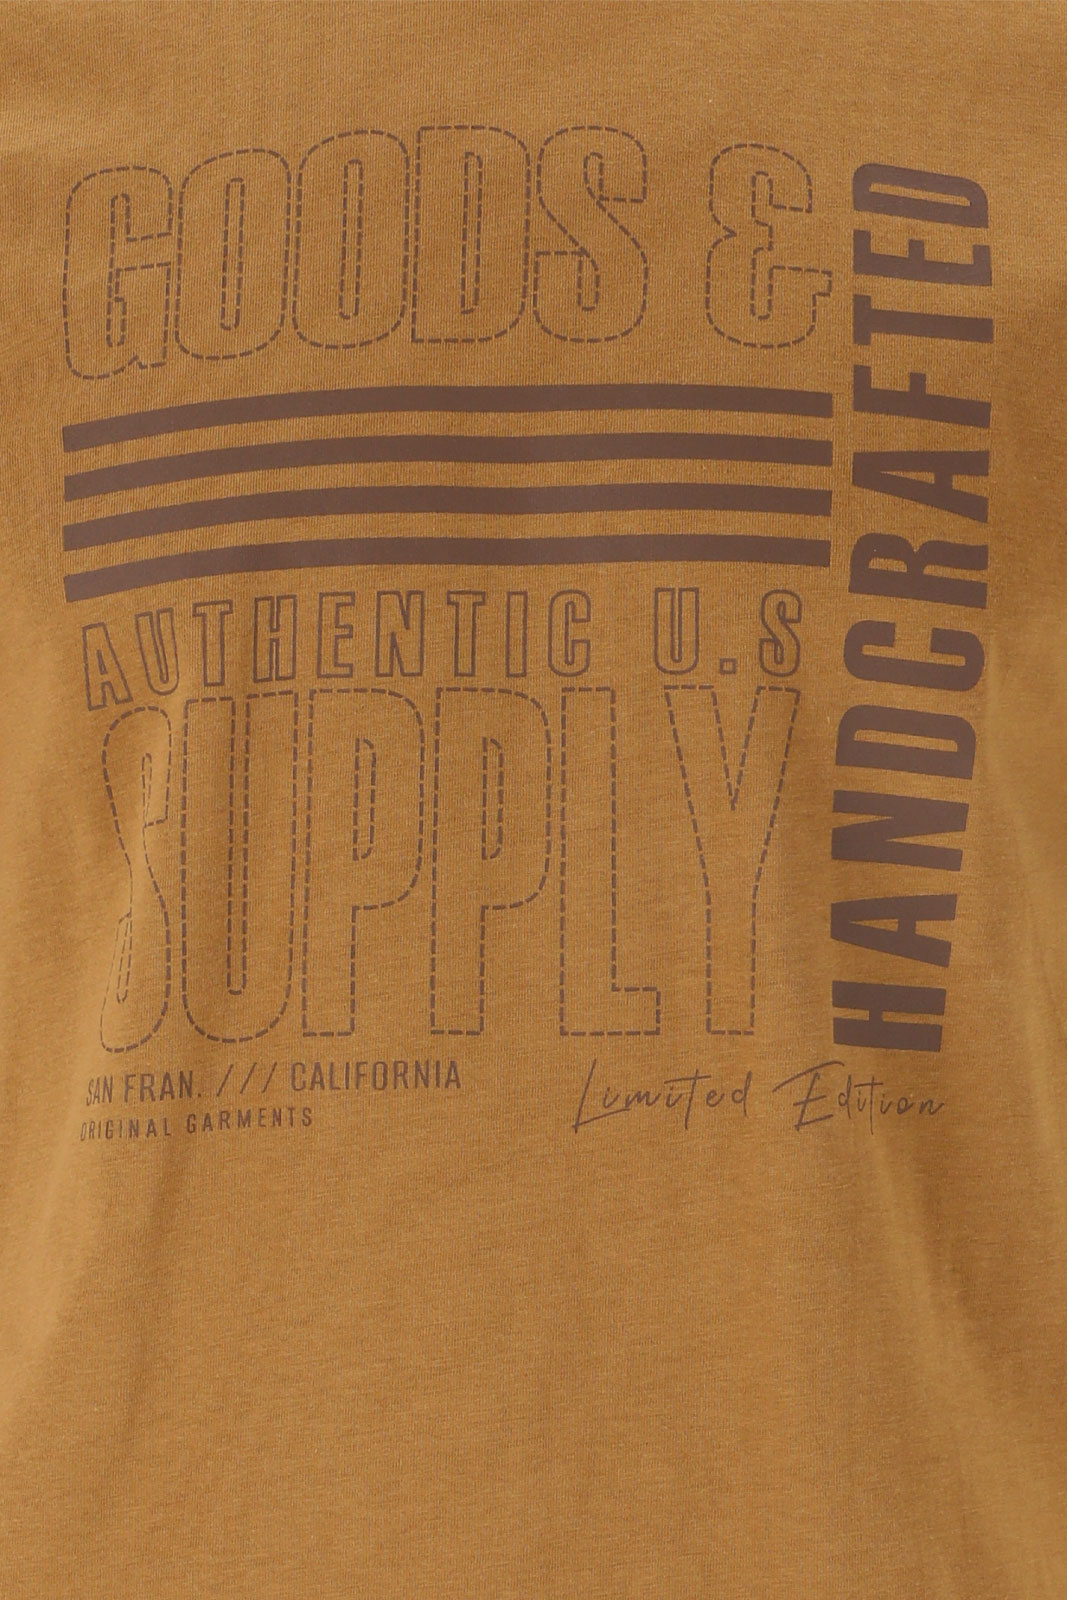 GOODS &
HANDCRAFTED
AUTHENTIC U.S
SUPPLY
SAN FRAN. /// CALIFORNIA
ORIGINAL GARMENTS
Limited Edition